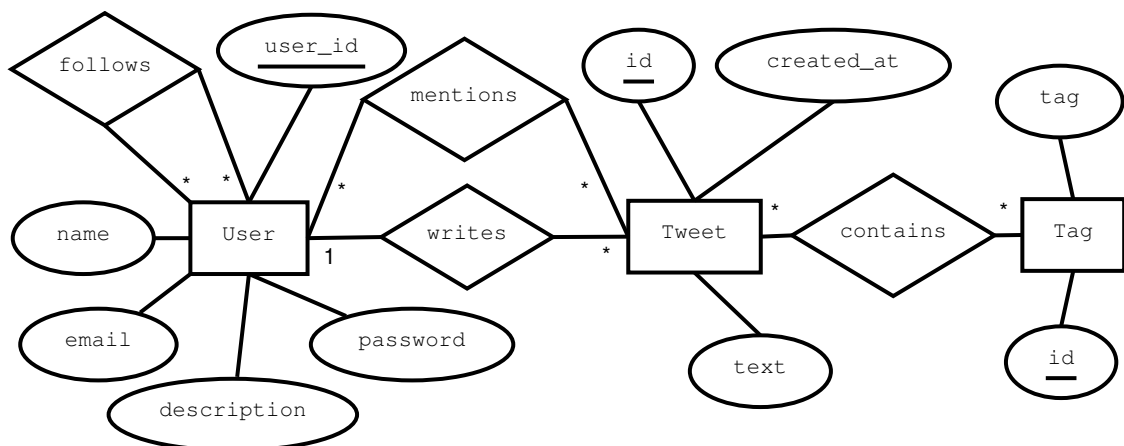 follows
user_id
mentions
id
created_at
tag
*
*
*
*
*
*
name
User
1
writes
*
Tweet
contains
Tag
email
password
text
id
description